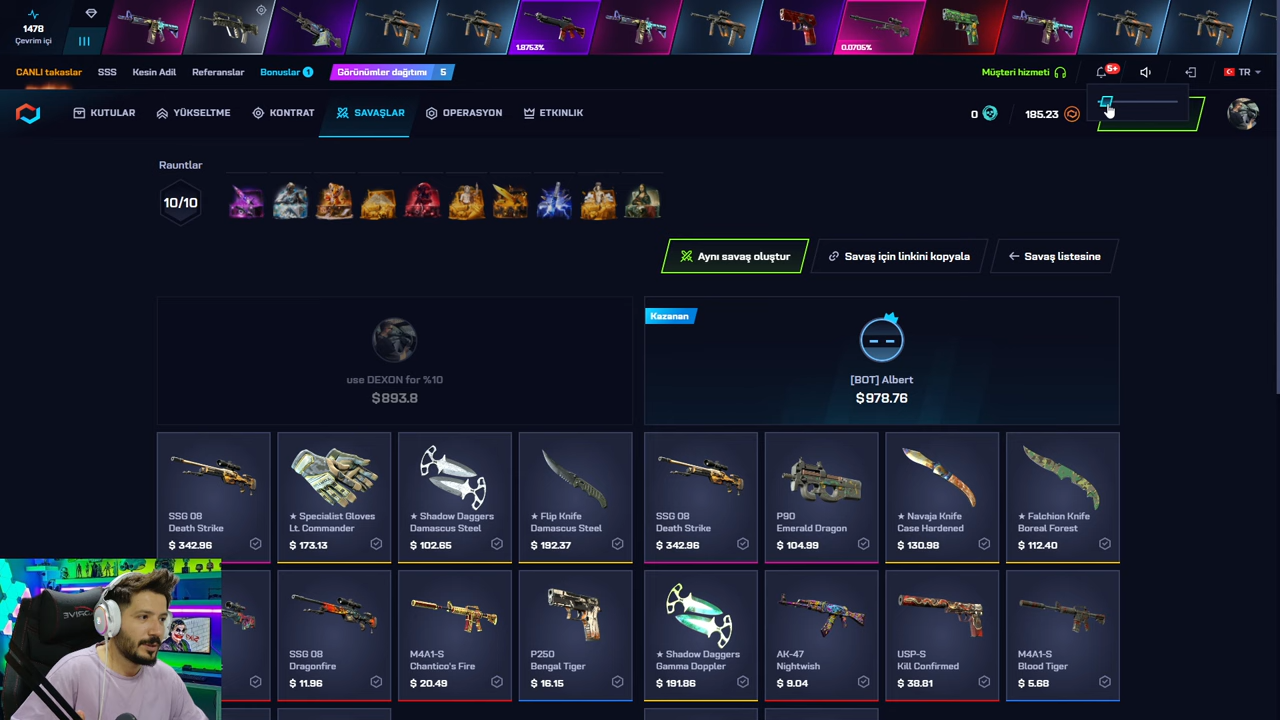 1478
Çevrim içi
1.8753%
0.0705%
CANLI takaslar
SSS
Kesin Adil
Referanslar
Bonuslar 1
Görünümler dağıtımı 5
Müşteri hizmeti
5+
TR
KUTULAR
YÜKSELTME
KONTRAT
SAVAŞLAR
OPERASYON
ETKINLIK
0
185.23
Rauntlar
10/10
Aynı savaş oluştur
Savaş için linkini kopyala
Savaş listesine
use DEXON for %10
$893.8
Kazanan
[BOT] Albert
$978.76
SSG 08
Death Strike
$ 342.96
★ Specialist Gloves
Lt. Commander
$ 173.13
★ Shadow Daggers
Damascus Steel
$ 102.65
★ Flip Knife
Damascus Steel
$ 192.37
SSG 08
Death Strike
$ 342.96
P90
Emerald Dragon
$ 104.99
★ Navaja Knife
Case Hardened
$ 130.98
★ Falchion Knife
Boreal Forest
$ 112.40
SSG 08
Dragonfire
$ 11.96
M4A1-S
Chantico's Fire
$ 20.49
P250
Bengal Tiger
$ 16.15
★ Shadow Daggers
Gamma Doppler
$ 191.86
AK-47
Nightwish
$ 9.04
USP-S
Kill Confirmed
$ 38.81
M4A1-S
Blood Tiger
$ 5.68